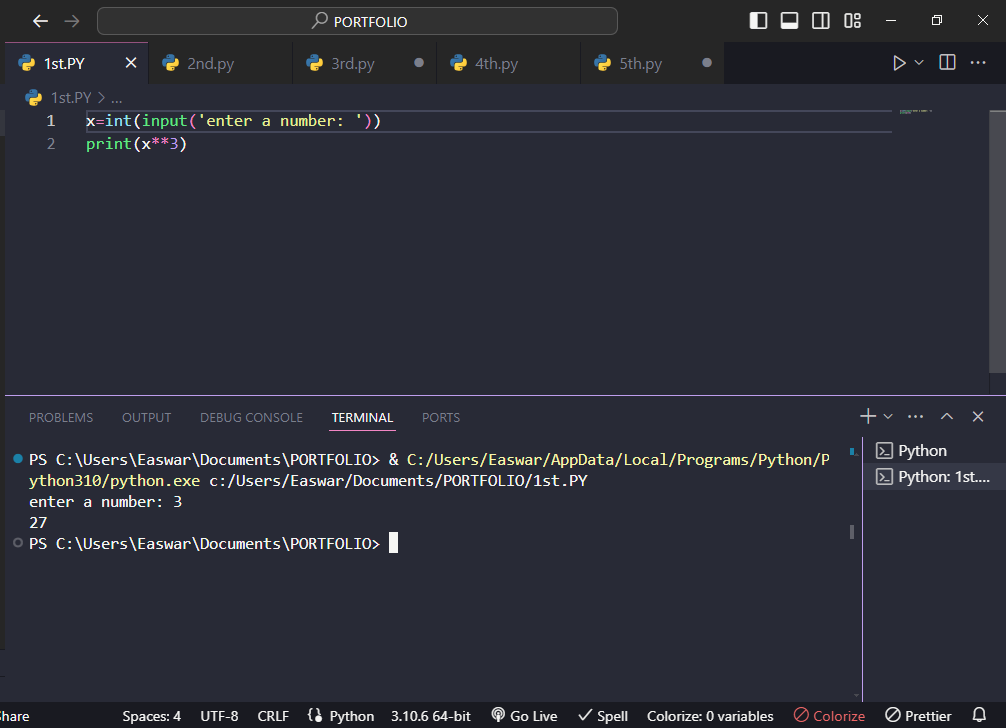 PORTFOLIO
1st.PY
2nd.py
3rd.py
4th.py
5th.py
1st.PY > ...
1 x=int(input('enter a number: '))
2 print(x**3)
PROBLEMS OUTPUT DEBUG CONSOLE TERMINAL PORTS
PS C:\Users\Easwar\Documents\PORTFOLIO> & C:/Users/Easwar/AppData/Local/Programs/Python/P
ython310/python.exe c:/Users/Easwar/Documents/PORTFOLIO/1st.PY
enter a number: 3
27
PS C:\Users\Easwar\Documents\PORTFOLIO>
Python
Python: 1st....
hare Spaces: 4 UTF-8 CRLF Python 3.10.6 64-bit Go Live Spell Colorize: 0 variables Colorize Prettier